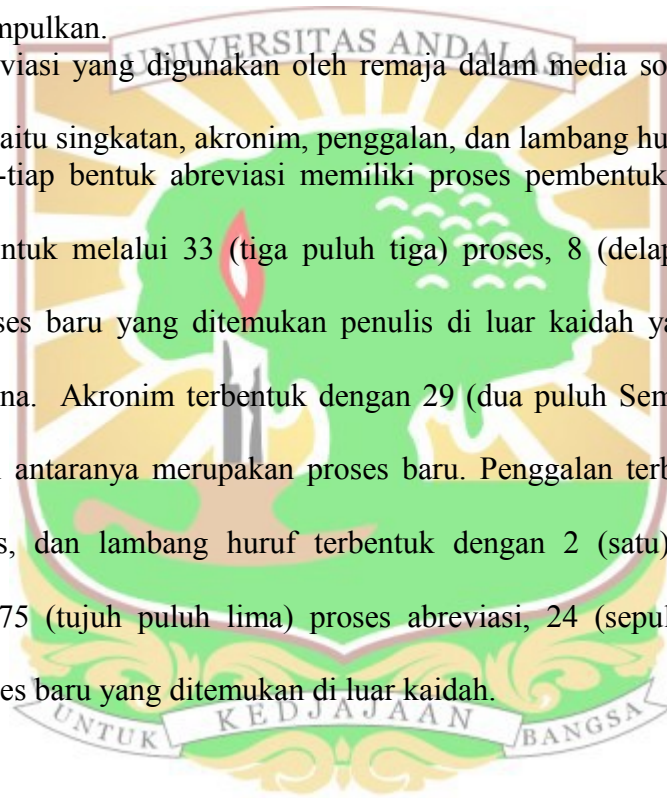 mpulkan.
UNIVERSITAS ANDALAS
viasi yang digunakan oleh remaja dalam media so
aitu singkatan, akronim, penggalan, dan lambang hu
-tiap bentuk abreviasi memiliki proses pembentuk
ntuk melalui 33 (tiga puluh tiga) proses, 8 (delap
ses baru yang ditemukan penulis di luar kaidah ya
na. Akronim terbentuk dengan 29 (dua puluh Sem
antaranya merupakan proses baru. Penggalan terb
s, dan lambang huruf terbentuk dengan 2 (satu)
75 (tujuh puluh lima) proses abreviasi, 24 (sepul
ses baru yang ditemukan di luar kaidah.
UNTUK KEDJAJAAN BANGSA